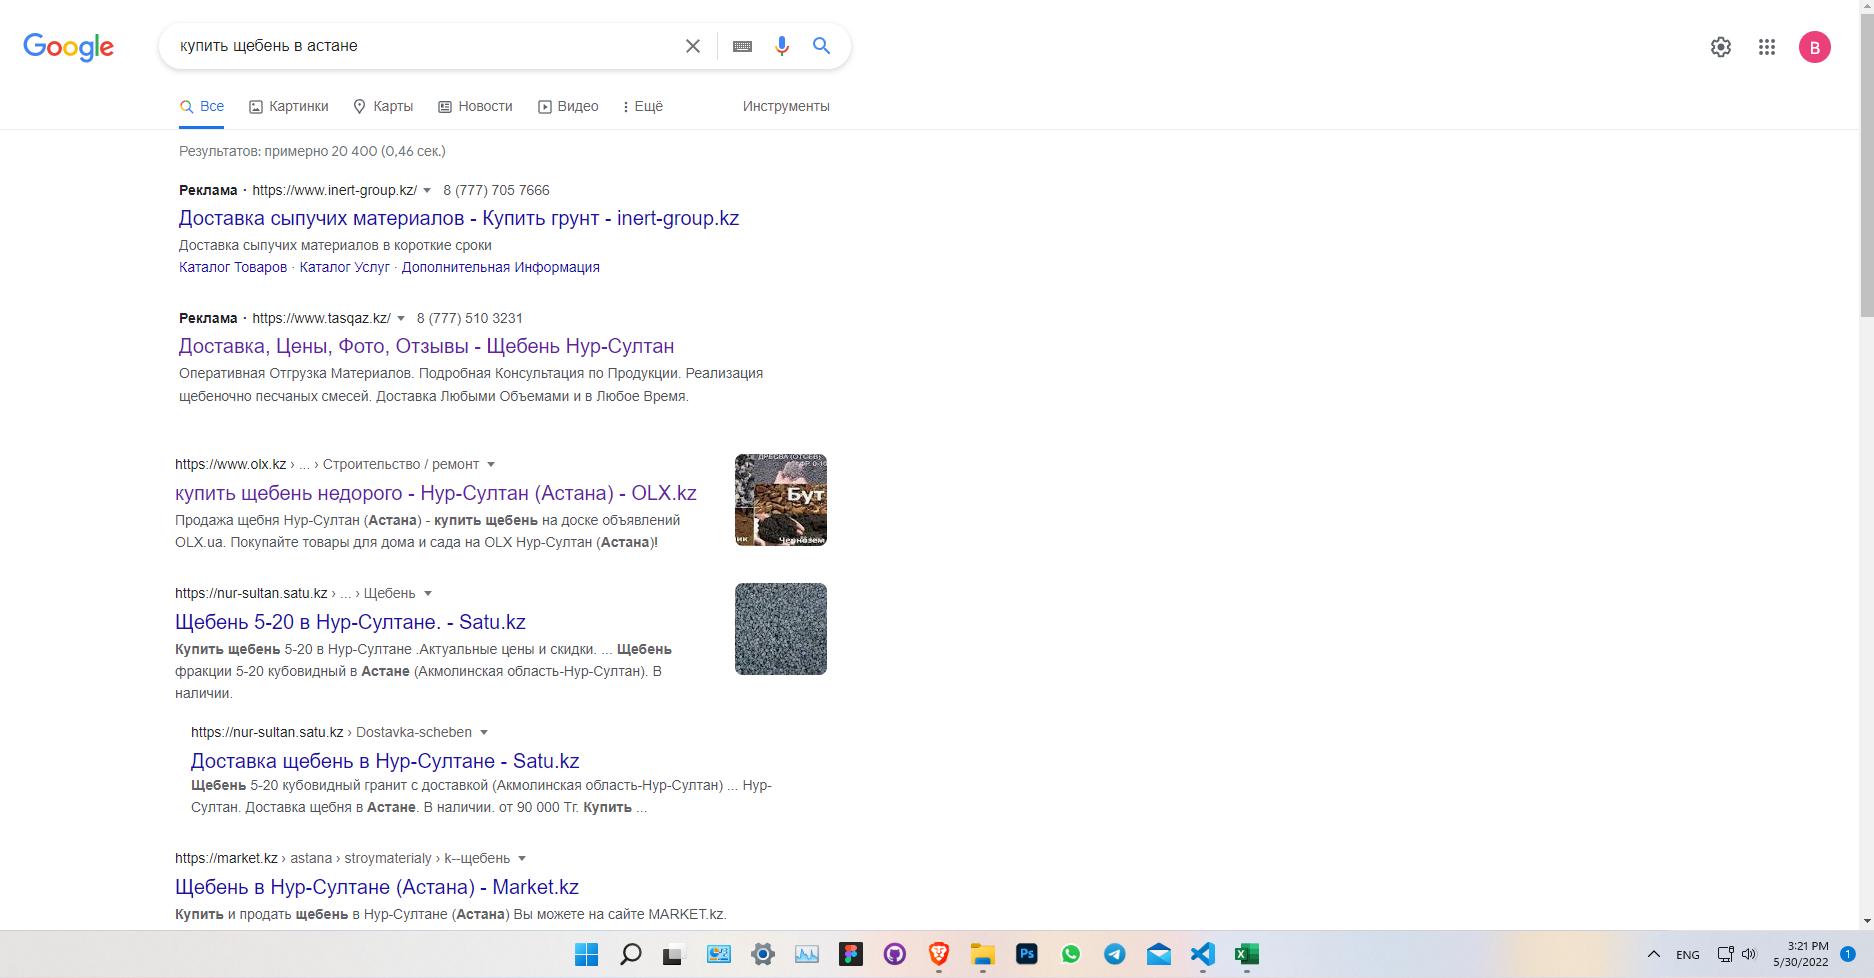 Google
купить щебень в астане
B
Все
Картинки
Карты
Новости
Видео
Ещё
Инструменты
Результатов: примерно 20 400 (0,46 сек.)
Реклама · https://www.inert-group.kz/ 8 (777) 705 7666
Доставка сыпучих материалов - Купить грунт - inert-group.kz
Доставка сыпучих материалов в короткие сроки
Каталог Товаров · Каталог Услуг · Дополнительная Информация
Реклама · https://www.tasqaz.kz/ 8 (777) 510 3231
Доставка, Цены, Фото, Отзывы - Щебень Нур-Султан
Оперативная Отгрузка Материалов. Подробная Консультация по Продукции. Реализация
щебеночно песчаных смесей. Доставка Любыми Объемами и в Любое Время.
https://www.olx.kz › ... › Строительство / ремонт
купить щебень недорого - Нур-Султан (Астана) - OLX.kz
Продажа щебня Нур-Султан (Астана) - купить щебень на доске объявлений
OLX.ua. Покупайте товары для дома и сада на OLX Нур-Султан (Астана)!
ДРЕСВА (ОТСЕВ)
Бут
ик
Чернозем
https://nur-sultan.satu.kz › ... › Щебень
Щебень 5-20 в Нур-Султане. - Satu.kz
Купить щебень 5-20 в Нур-Султане .Актуальные цены и скидки. ... Щебень
фракции 5-20 кубовидный в Астане (Акмолинская область-Нур-Султан). В
наличии.
https://nur-sultan.satu.kz › Dostavka-scheben
Доставка щебень в Нур-Султане - Satu.kz
Щебень 5-20 кубовидный гранит с доставкой (Акмолинская область-Нур-Султан) ... Нур-
Султан. Доставка щебня в Астане. В наличии. от 90 000 Тг. Купить ...
https://market.kz › astana › stroymaterialy › k--щебень
Щебень в Нур-Султане (Астана) - Market.kz
Купить и продать щебень в Нур-Султане (Астана) Вы можете на сайте MARKET.kz.
Ps
ENG
3:21 PM
5/30/2022
1